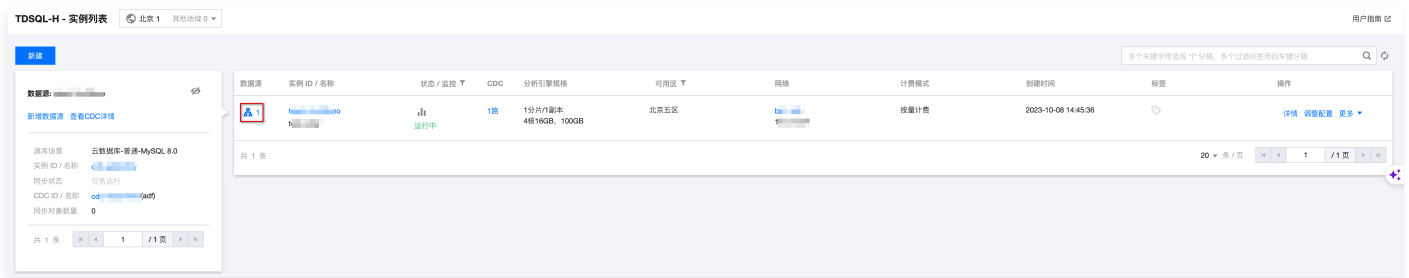 TDSQL-H - 实例列表 北京 1 其他地域 0 用户指南
新建 多个关键字用竖线 "|" 分隔，多个过滤标签用回车键分隔
数据源:
新增数据源 查看CDC详情
源库场景 云数据库-普通-MySQL 8.0
实例 ID / 名称
同步状态 任务运行
CDC ID / 名称 (adf)
同步对象数量 0
共 1 条 1 / 1 页
数据源 实例 ID / 名称 状态 / 监控 CDC 分析引擎规格 可用区 网络 计费模式 创建时间 标签 操作
1 1路 1分片/1副本 北京五区 按量计费 2023-10-08 14:45:36 详情 调整配置 更多
运行中 4核16GB，100GB
共 1 条 20 条 / 页 1 / 1 页